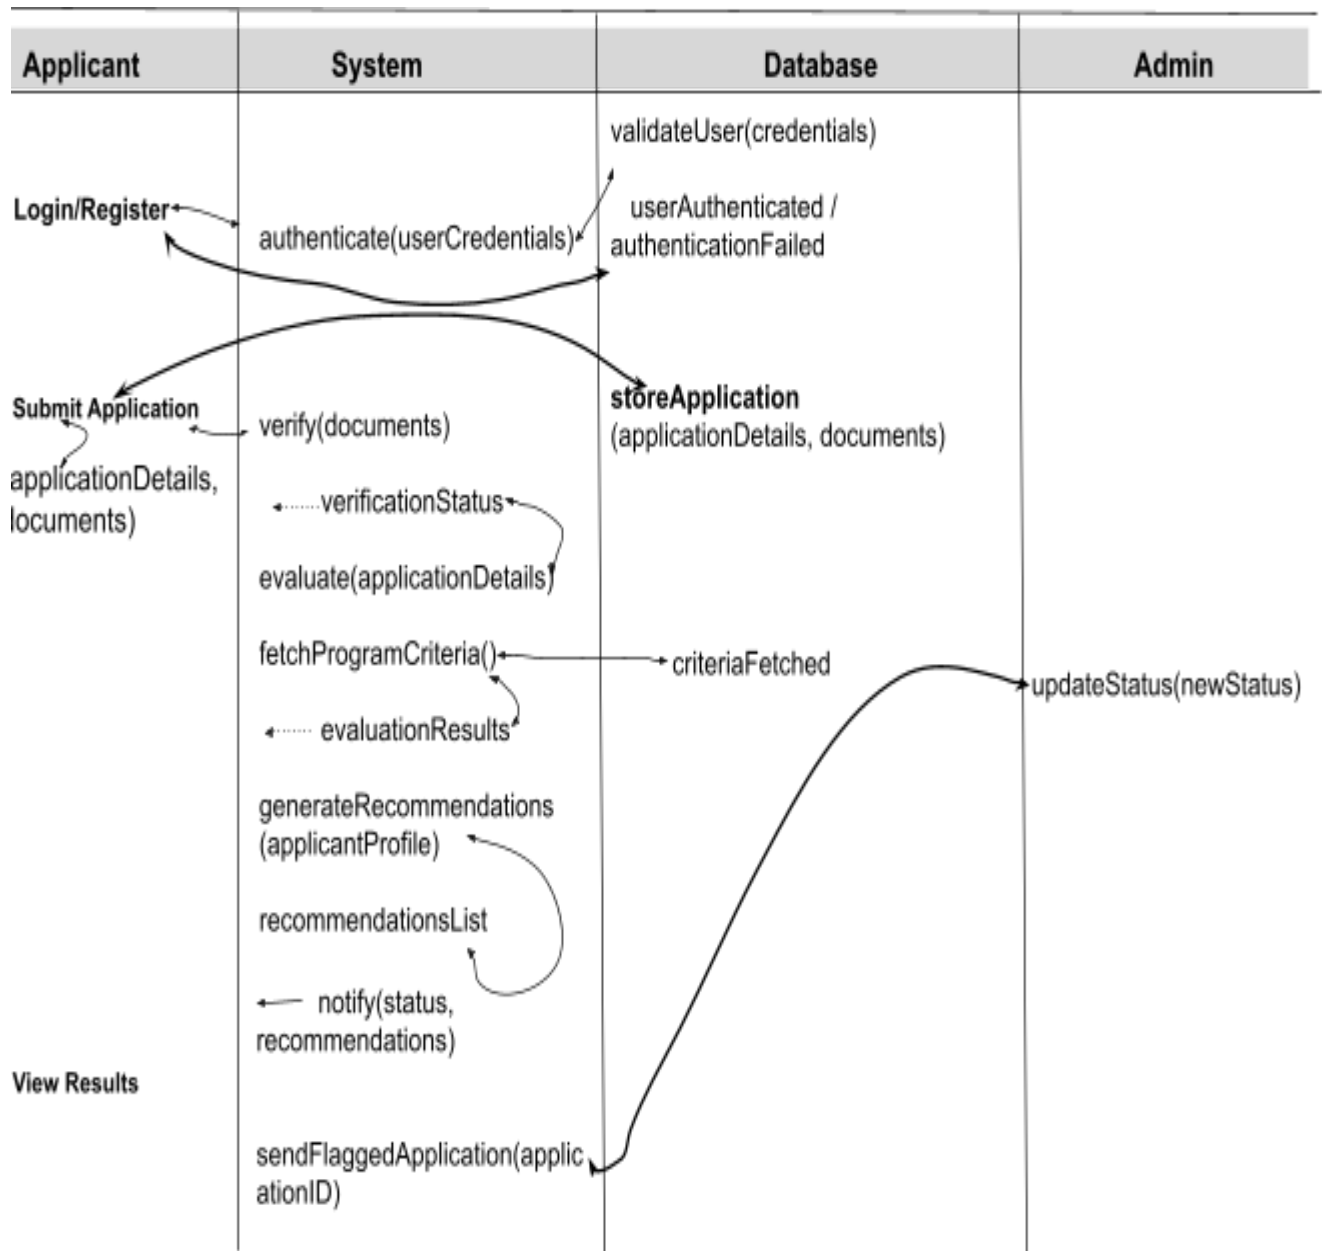 Applicant
System
Database
Admin
validateUser(credentials)
Login/Register
authenticate(userCredentials)
userAuthenticated /
authenticationFailed
Submit Application
applicationDetails,
documents)
verify(documents)
storeApplication
(applicationDetails, documents)
verificationStatus
evaluate(applicationDetails)
fetchProgramCriteria()
criteriaFetched
updateStatus(newStatus)
evaluationResults
generateRecommendations
(applicantProfile)
recommendationsList
notify(status,
recommendations)
View Results
sendFlaggedApplication(applic
ationID)